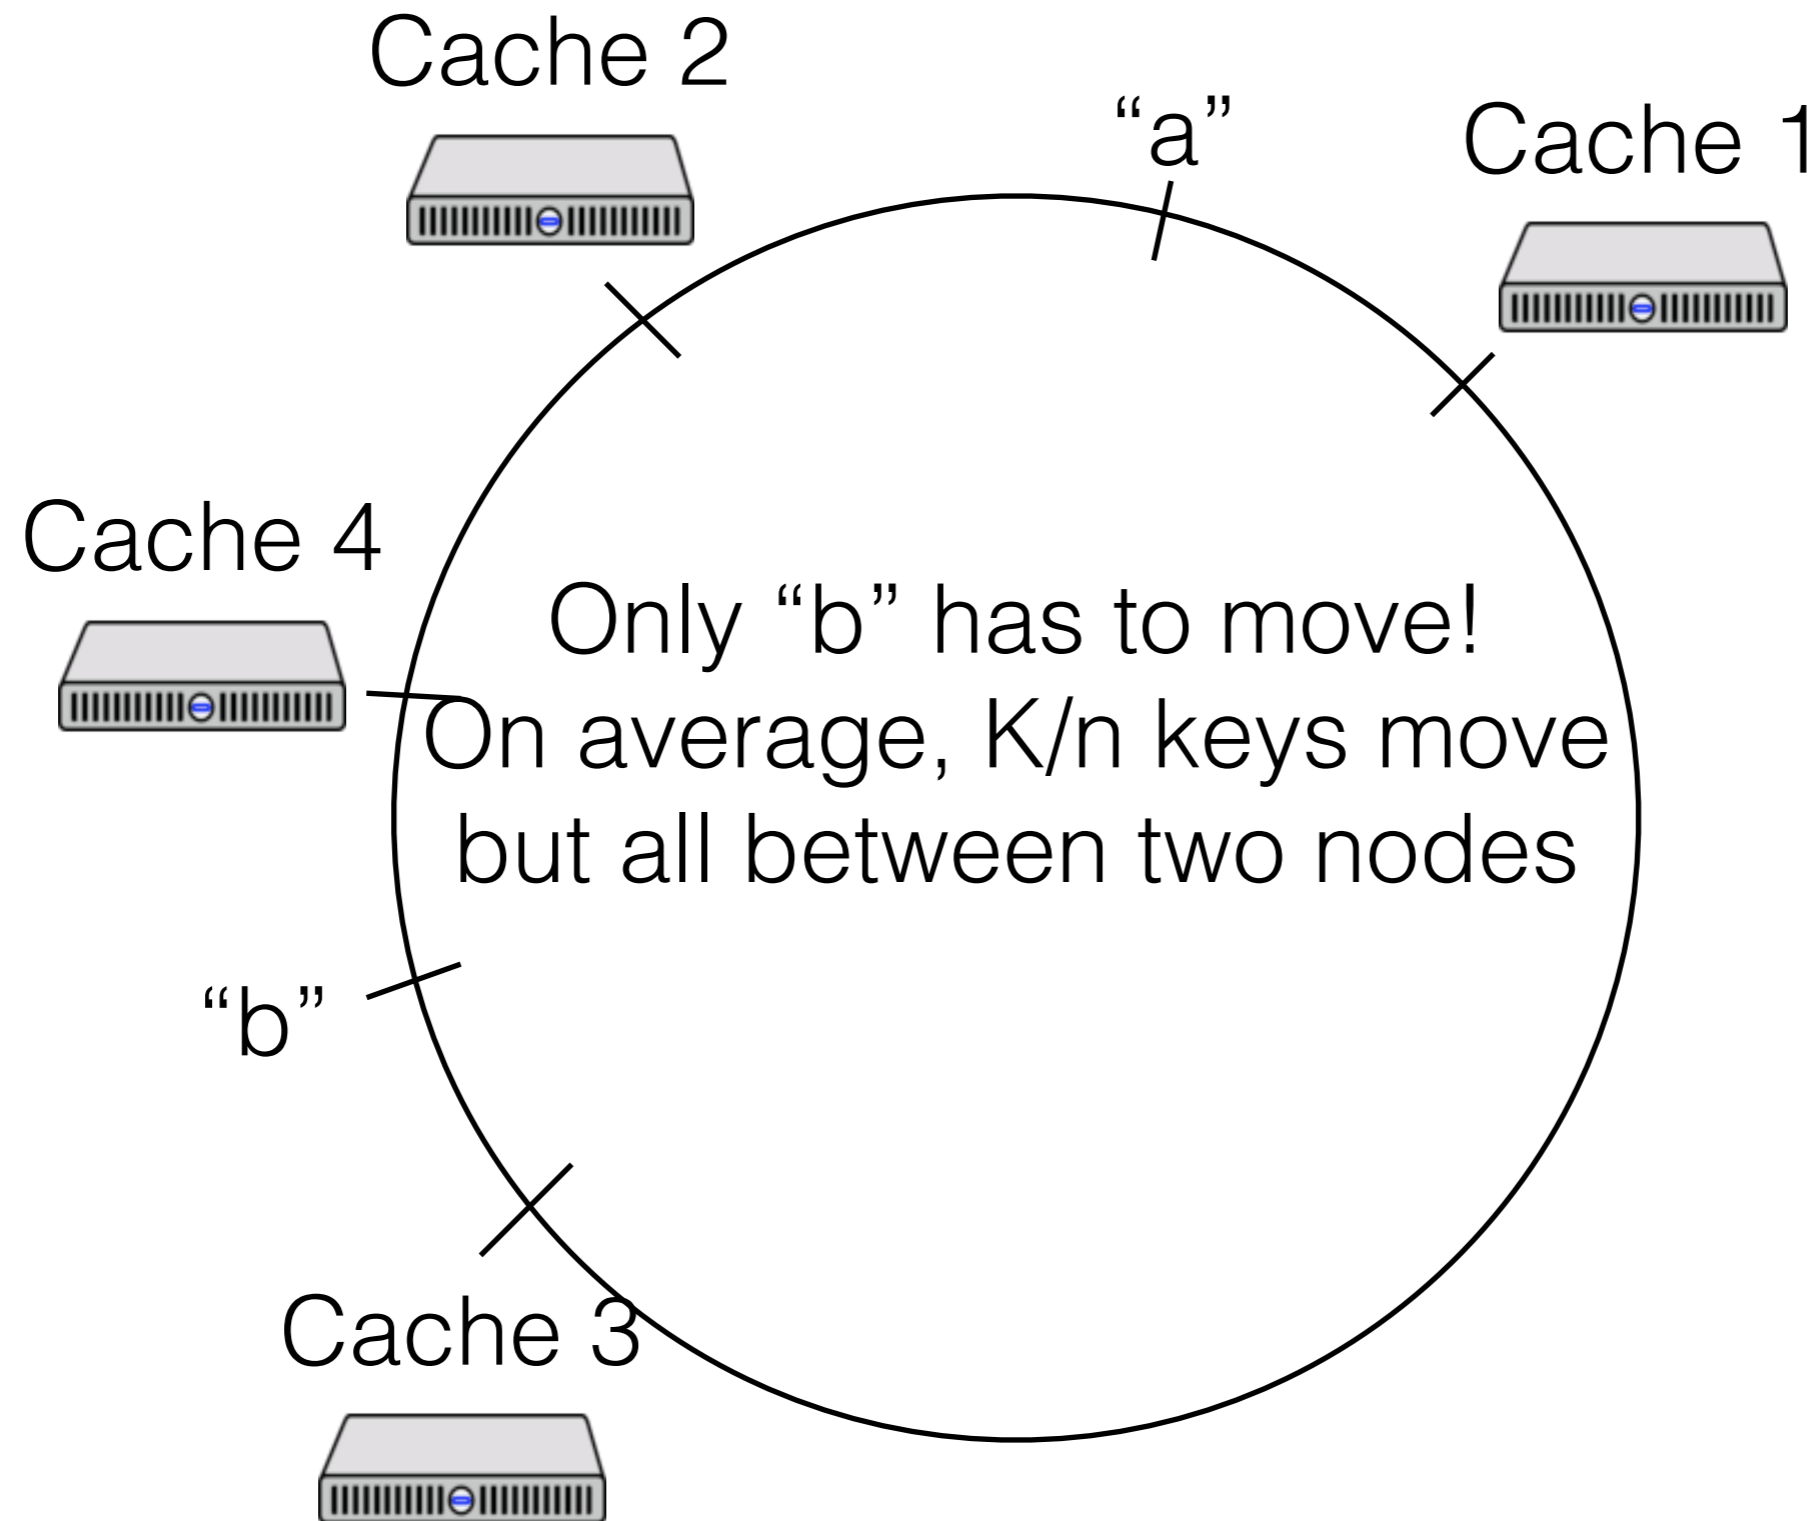 Cache 2
“a”
Cache 1
Cache 4
Only “b” has to move!
On average, K/n keys move
but all between two nodes
“b”
Cache 3